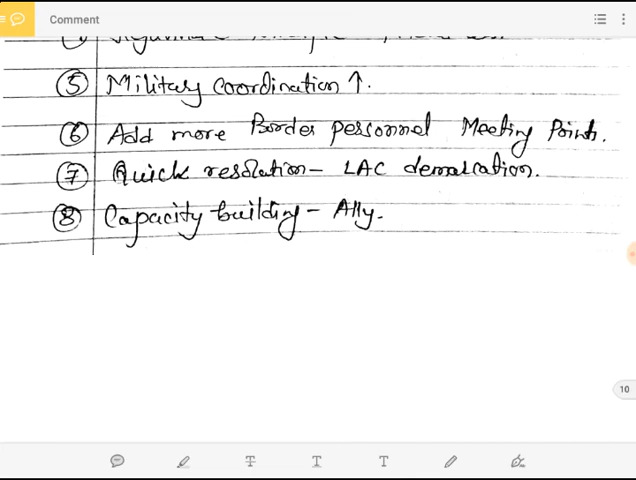 Comment
⑤ Military coordination ↑.
⑥ Add more Border personnel Meeting Points.
⑦ Quick resolation – LAC demarcation.
⑧ Capacity building – Ally.
10